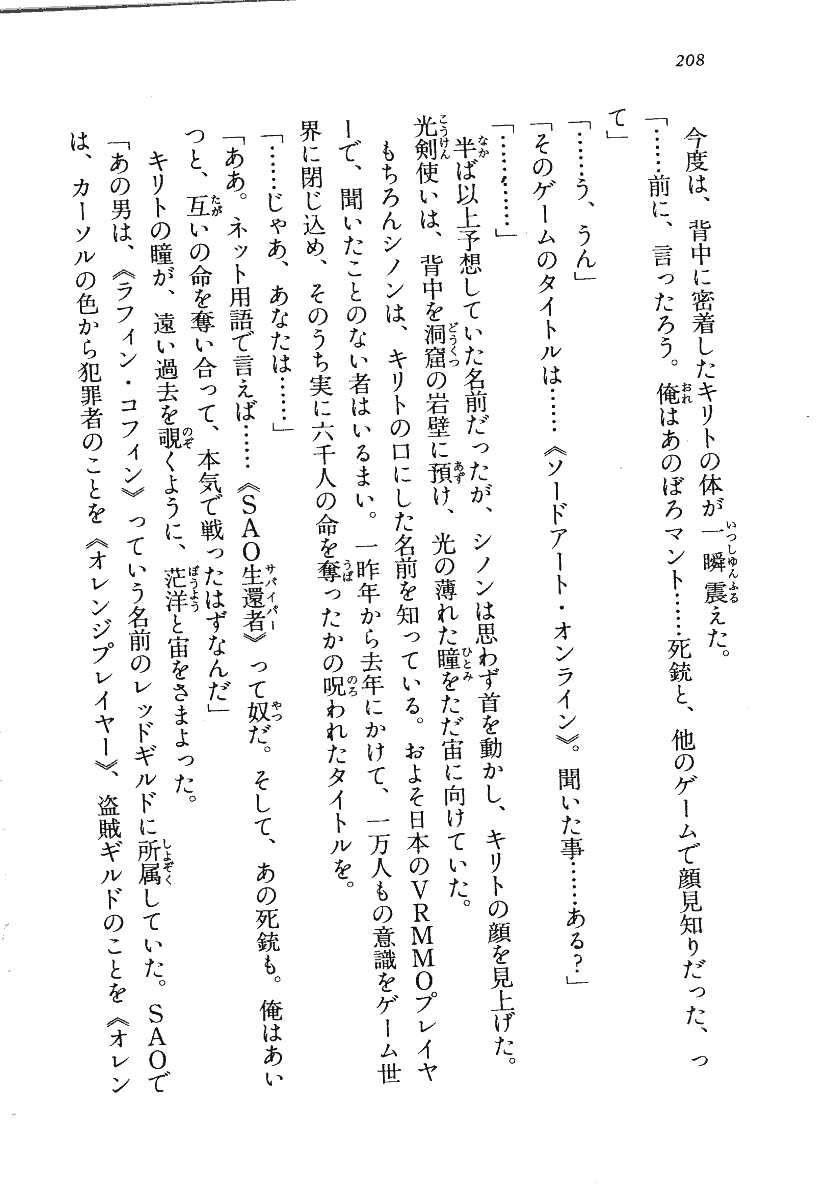 208
今度は、背中に密着したキリトの体が一瞬震えた。
「……前に、言ったろう。俺はあのぼろマント……死銃と、他のゲームで顔見知りだった、っ
て」
「……う、うん」
「そのゲームのタイトルは……《ソードアート・オンライン》。聞いた事……ある?」
「…………」
半ば以上予想していた名前だったが、シノンは思わず首を動かし、キリトの顔を見上げた。
光剣使いは、背中を洞窟の岩壁に預け、光の薄れた瞳をただ宙に向けていた。
もちろんシノンは、キリトの口にした名前を知っている。およそ日本のVRMMOプレイヤ
ーで、聞いたことのない者はいるまい。一昨年から去年にかけて、一万人もの意識をゲーム世
界に閉じ込め、そのうち実に六千人の命を奪ったかの呪われたタイトルを。
「……じゃあ、あなたは……」
「ああ。ネット用語で言えば……《SAO生還者》って奴だ。そして、あの死銃も。俺はあい
つと、互いの命を奪い合って、本気で戦ったはずなんだ」
キリトの瞳が、遠い過去を覗くように、茫洋と宙をさまよった。
「あの男は、《ラフィン・コフィン》っていう名前のレッドギルドに所属していた。SAOで
は、カーソルの色から犯罪者のことを《オレンジプレイヤー》、盗賊ギルドのことを《オレン